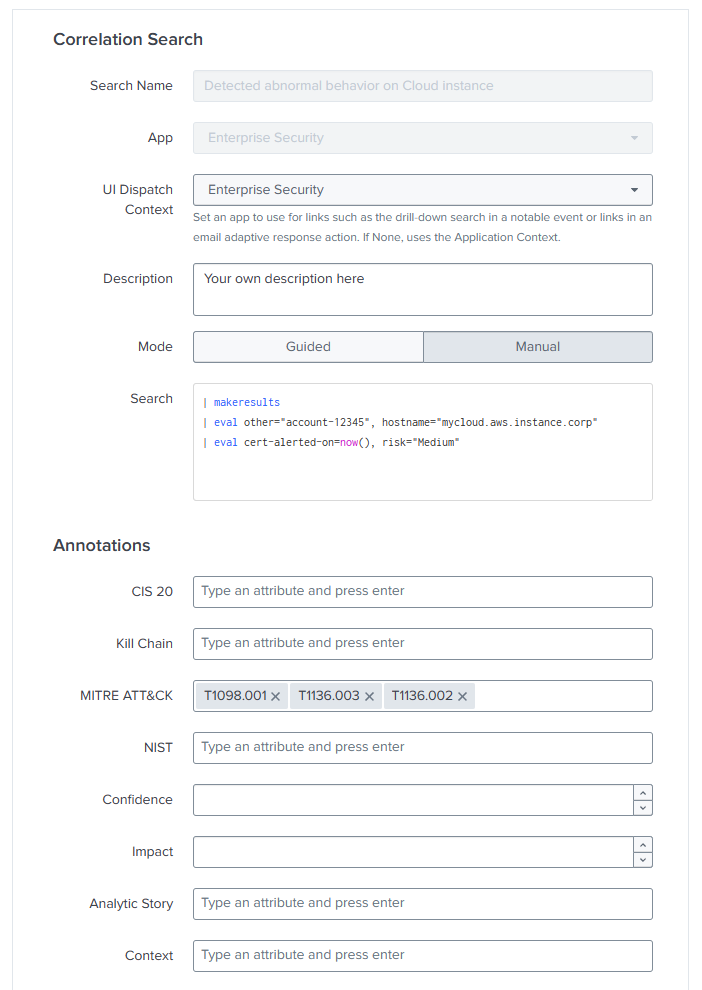 Correlation Search
Search Name
Detected abnormal behavior on Cloud instance
App
Enterprise Security
UI Dispatch
Context
Enterprise Security
Set an app to use for links such as the drill-down search in a notable event or links in an
email adaptive response action. If None, uses the Application Context.
Description
Your own description here
Mode
Guided
Manual
Search
| makeresults
| eval other="account-12345", hostname="mycloud.aws.instance.corp"
| eval cert-alerted-on=now(), risk="Medium"
Annotations
CIS 20
Type an attribute and press enter
Kill Chain
Type an attribute and press enter
MITRE ATT&CK
T1098.001 × T1136.003 × T1136.002 ×
NIST
Type an attribute and press enter
Confidence
Impact
Analytic Story
Type an attribute and press enter
Context
Type an attribute and press enter